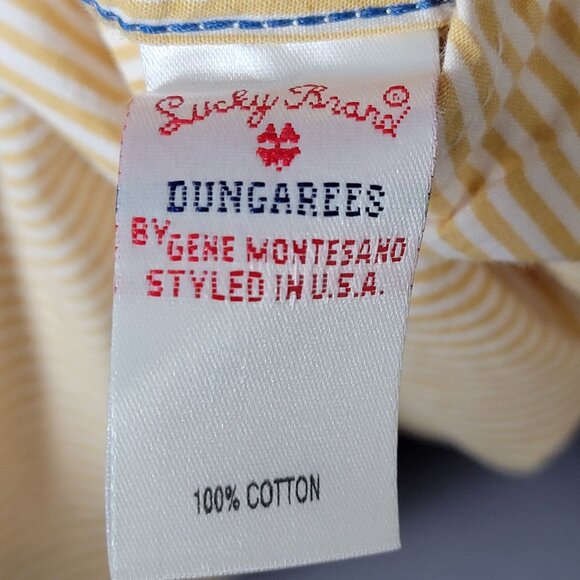 Lucky Brand
DUNGAREES
BY GENE MONTESANO
STYLED IN U.S.A.
100% COTTON